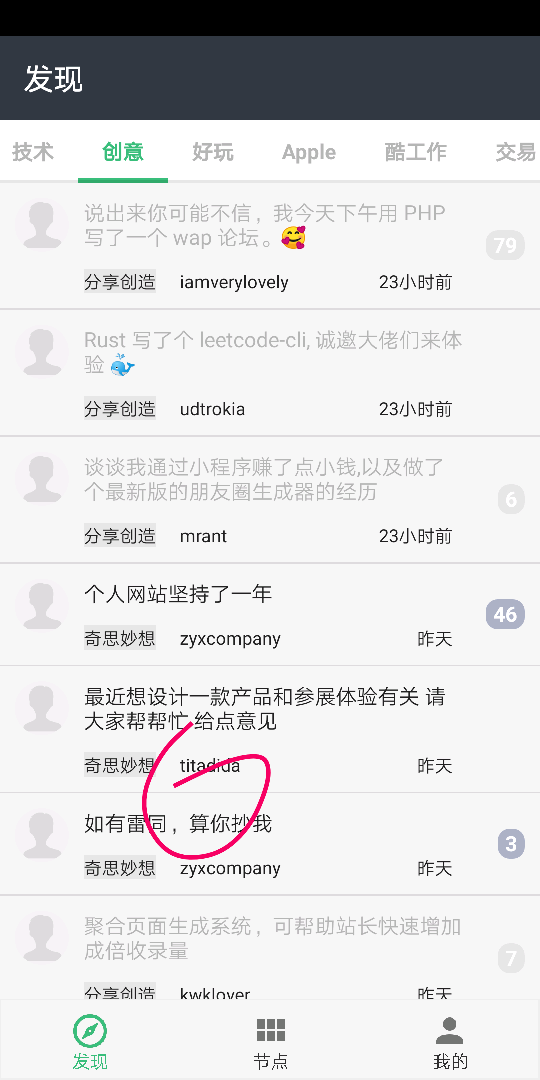 发现
技术 创意 好玩 Apple 酷工作 交易
说出来你可能不信，我今天下午用 PHP
写了一个 wap 论坛。🥰
79
分享创造 iamverylovely 23小时前
Rust 写了个 leetcode-cli, 诚邀大佬们来体
验 🐳
分享创造 udtrokia 23小时前
谈谈我通过小程序赚了点小钱,以及做了
个最新版的朋友圈生成器的经历
6
分享创造 mrant 23小时前
个人网站坚持了一年
46
奇思妙想 zyxcompany 昨天
最近想设计一款产品和参展体验有关 请
大家帮帮忙 给点意见
奇思妙想 titadida 昨天
如有雷同，算你抄我
3
奇思妙想 zyxcompany 昨天
聚合页面生成系统，可帮助站长快速增加
成倍收录量
7
分享创造 kwklover 昨天
发现 节点 我的